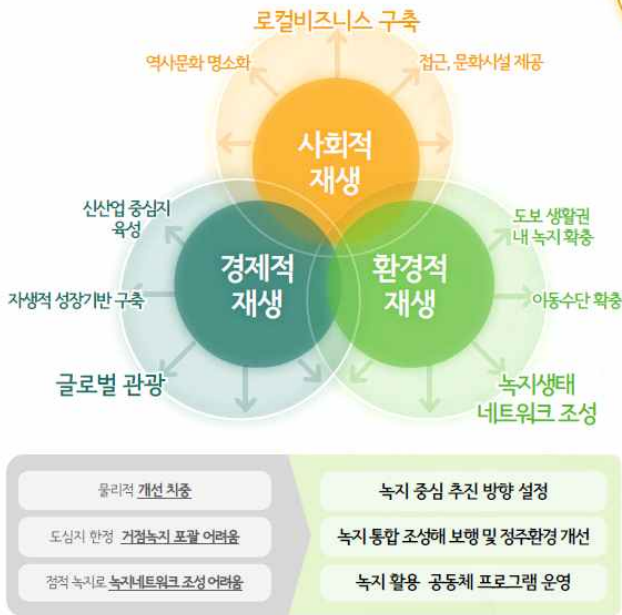 로컬비즈니스 구축
역사문화 명소화
접근, 문화시설 제공
사회적
재생
신산업 중심지
육성
도보 생활권
내 녹지 확충
경제적
재생
환경적
재생
자생적 성장기반 구축
이동수단 확충
글로벌 관광
녹지생태
네트워크 조성
물리적 개선 치중
녹지 중심 추진 방향 설정
도심지 한정 거점녹지 포괄 어려움
녹지 통합 조성해 보행 및 정주환경 개선
점적 녹지로 녹지네트워크 조성 어려움
녹지 활용 공동체 프로그램 운영